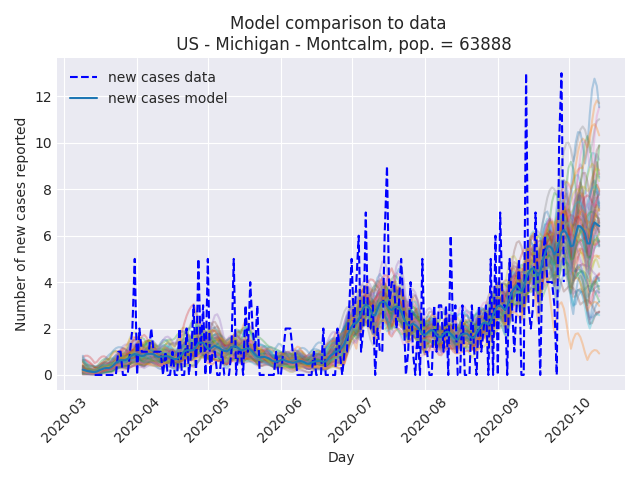 Model comparison to data
US - Michigan - Montcalm, pop. = 63888
new cases data
new cases model
Number of new cases reported
12
10
8
6
4
2
0
2020-03
2020-04
2020-05
2020-06
2020-07
2020-08
2020-09
2020-10
Day